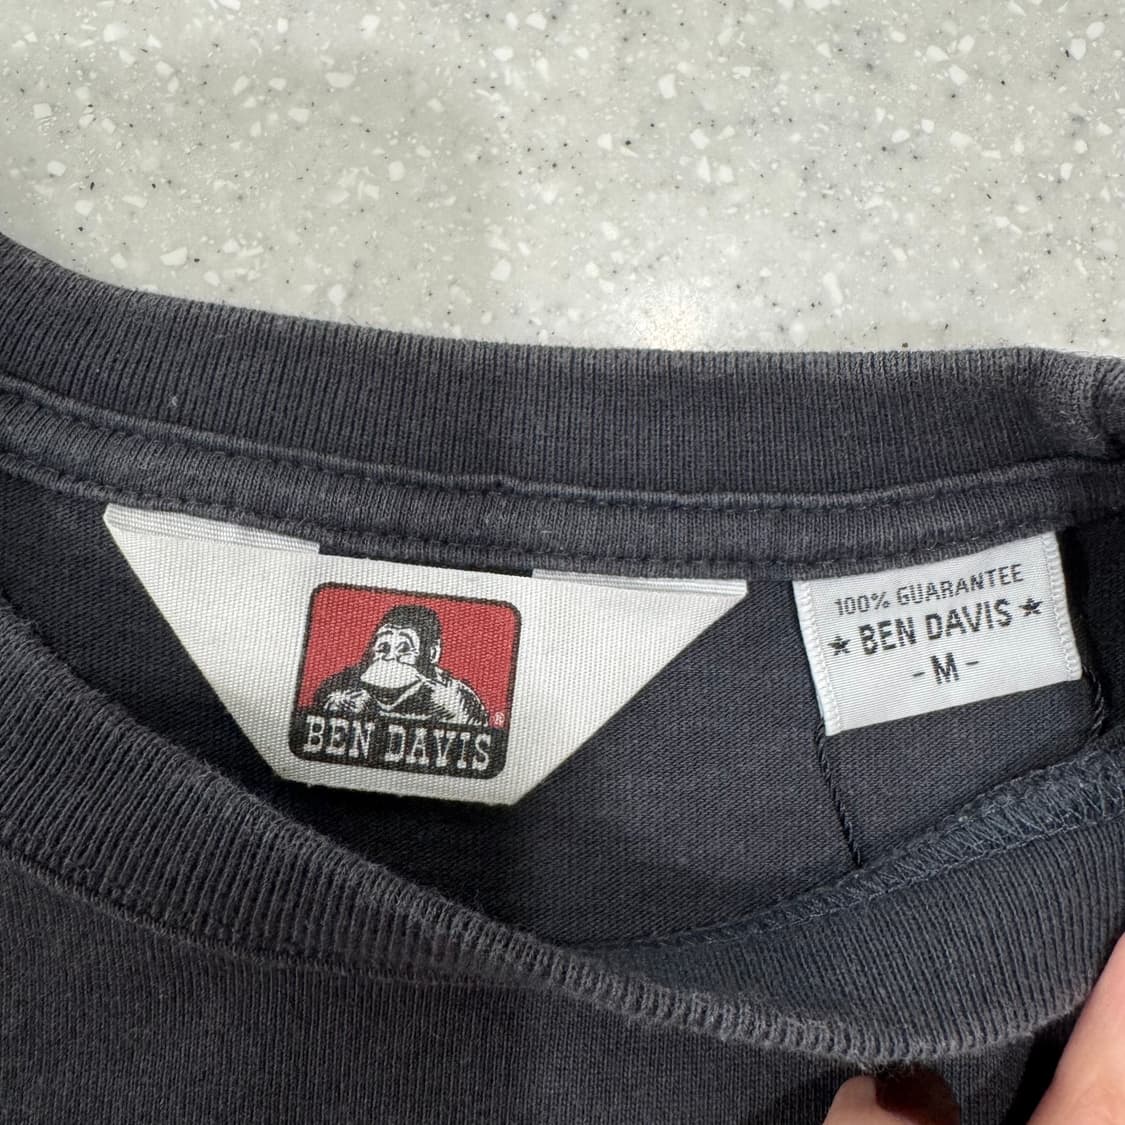 BEN DAVIS
®
100% GUARANTEE
★ BEN DAVIS ★
- M -